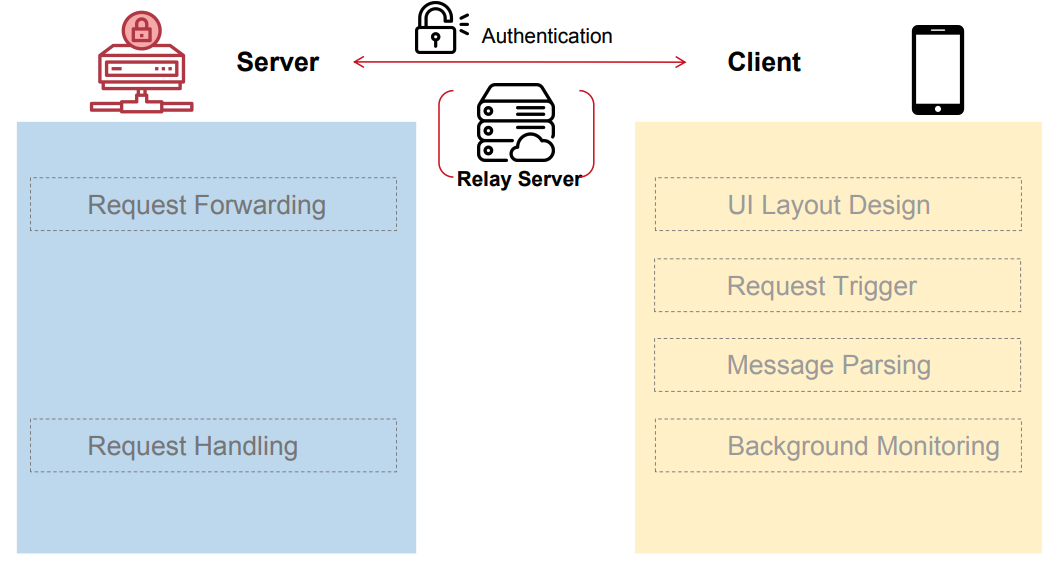 Authentication
Server
Client
Relay Server
Request Forwarding
Request Handling
UI Layout Design
Request Trigger
Message Parsing
Background Monitoring